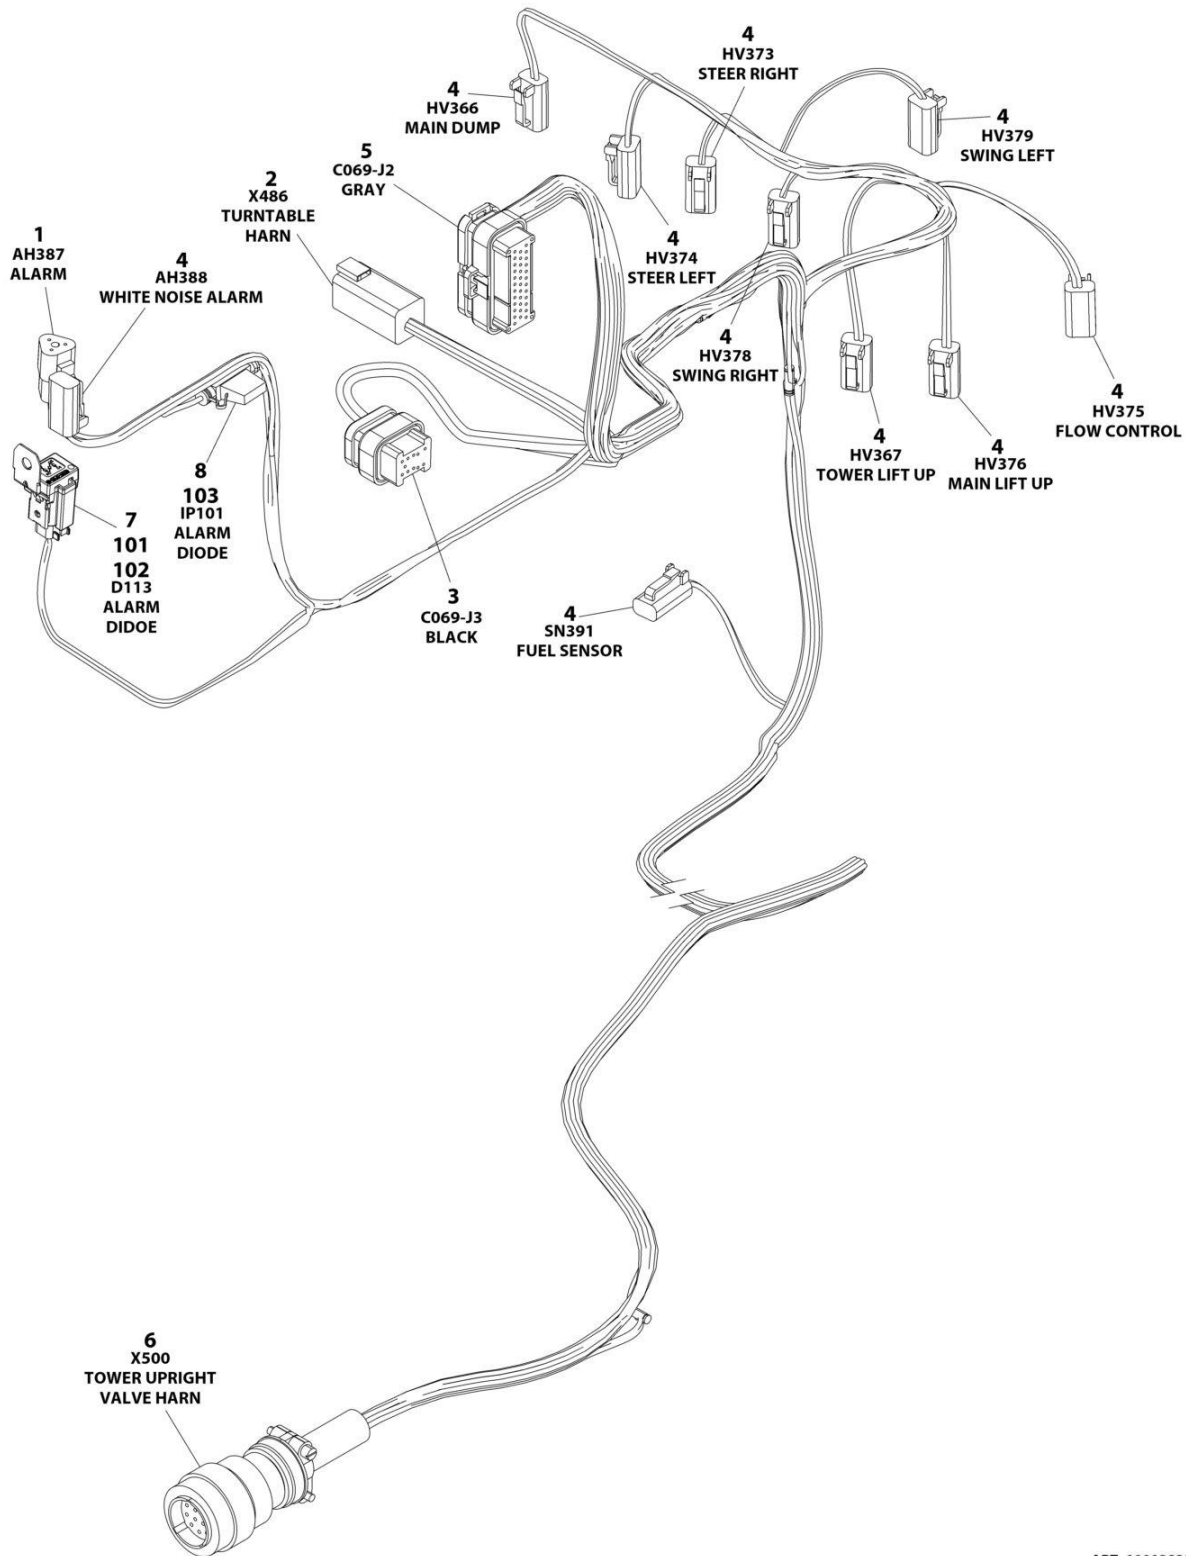 4
HV373
STEER RIGHT
4
HV366
MAIN DUMP
4
HV379
SWING LEFT
5
C069-J2
GRAY
2
X486
TURNTABLE
HARN
1
AH387
ALARM
4
AH388
WHITE NOISE ALARM
4
HV374
STEER LEFT
4
HV378
SWING RIGHT
4
HV375
FLOW CONTROL
4
HV367
TOWER LIFT UP
4
HV376
MAIN LIFT UP
8
103
IP101
ALARM
DIODE
7
101
102
D113
ALARM
DIDOE
3
C069-J3
BLACK
4
SN391
FUEL SENSOR
6
X500
TOWER UPRIGHT
VALVE HARN